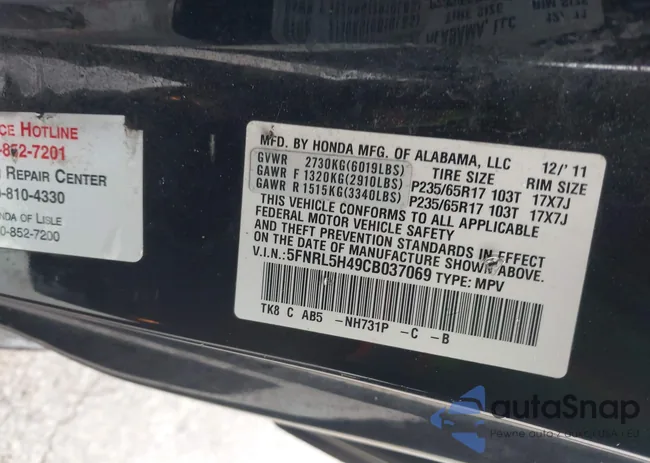 CE HOTLINE
-852-7201
REPAIR CENTER
-810-4330
DA OF LISLE
0-852-7200
MFD. BY HONDA MFG. OF ALABAMA, LLC 12/'11
GVWR 2730KG(6019LBS) TIRE SIZE RIM SIZE
GAWR F 1320KG(2910LBS) P235/65R17 103T 17X7J
GAWR R 1515KG(3340LBS) P235/65R17 103T 17X7J
THIS VEHICLE CONFORMS TO ALL APPLICABLE
FEDERAL MOTOR VEHICLE SAFETY
AND THEFT PREVENTION STANDARDS IN EFFECT
ON THE DATE OF MANUFACTURE SHOWN ABOVE.
V.I.N.:5FNRL5H49CB037069 TYPE: MPV
TK8 C AB5 -NH731P -C -B
autoSnap